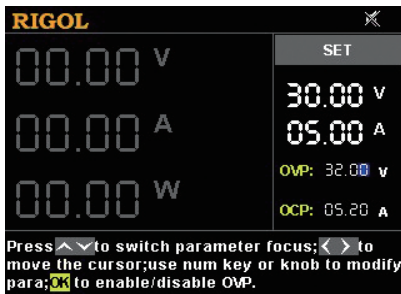 RIGOL
SET
00.00 V
00.00 A
00.00 W
30.00 V
05.00 A
OVP: 32.00 V
OCP: 05.20 A
Press to switch parameter focus; to
move the cursor;use num key or knob to modify
para;OK to enable/disable OVP.